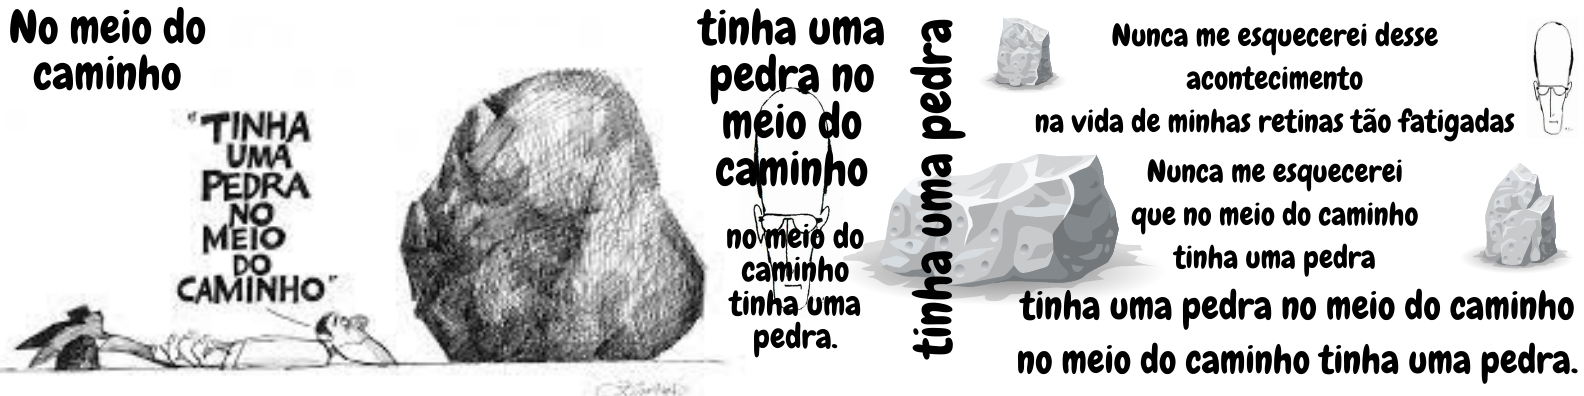 No meio do
caminho
"TINHA
UMA
PEDRA
NO
MEIO
DO
CAMINHO"
tinha uma
pedra no
meio do
caminho
no meio do
caminho
tinha uma
pedra.
tinha uma pedra
Nunca me esquecerei desse
acontecimento
na vida de minhas retinas tão fatigadas
Nunca me esquecerei
que no meio do caminho
tinha uma pedra
tinha uma pedra no meio do caminho
no meio do caminho tinha uma pedra.